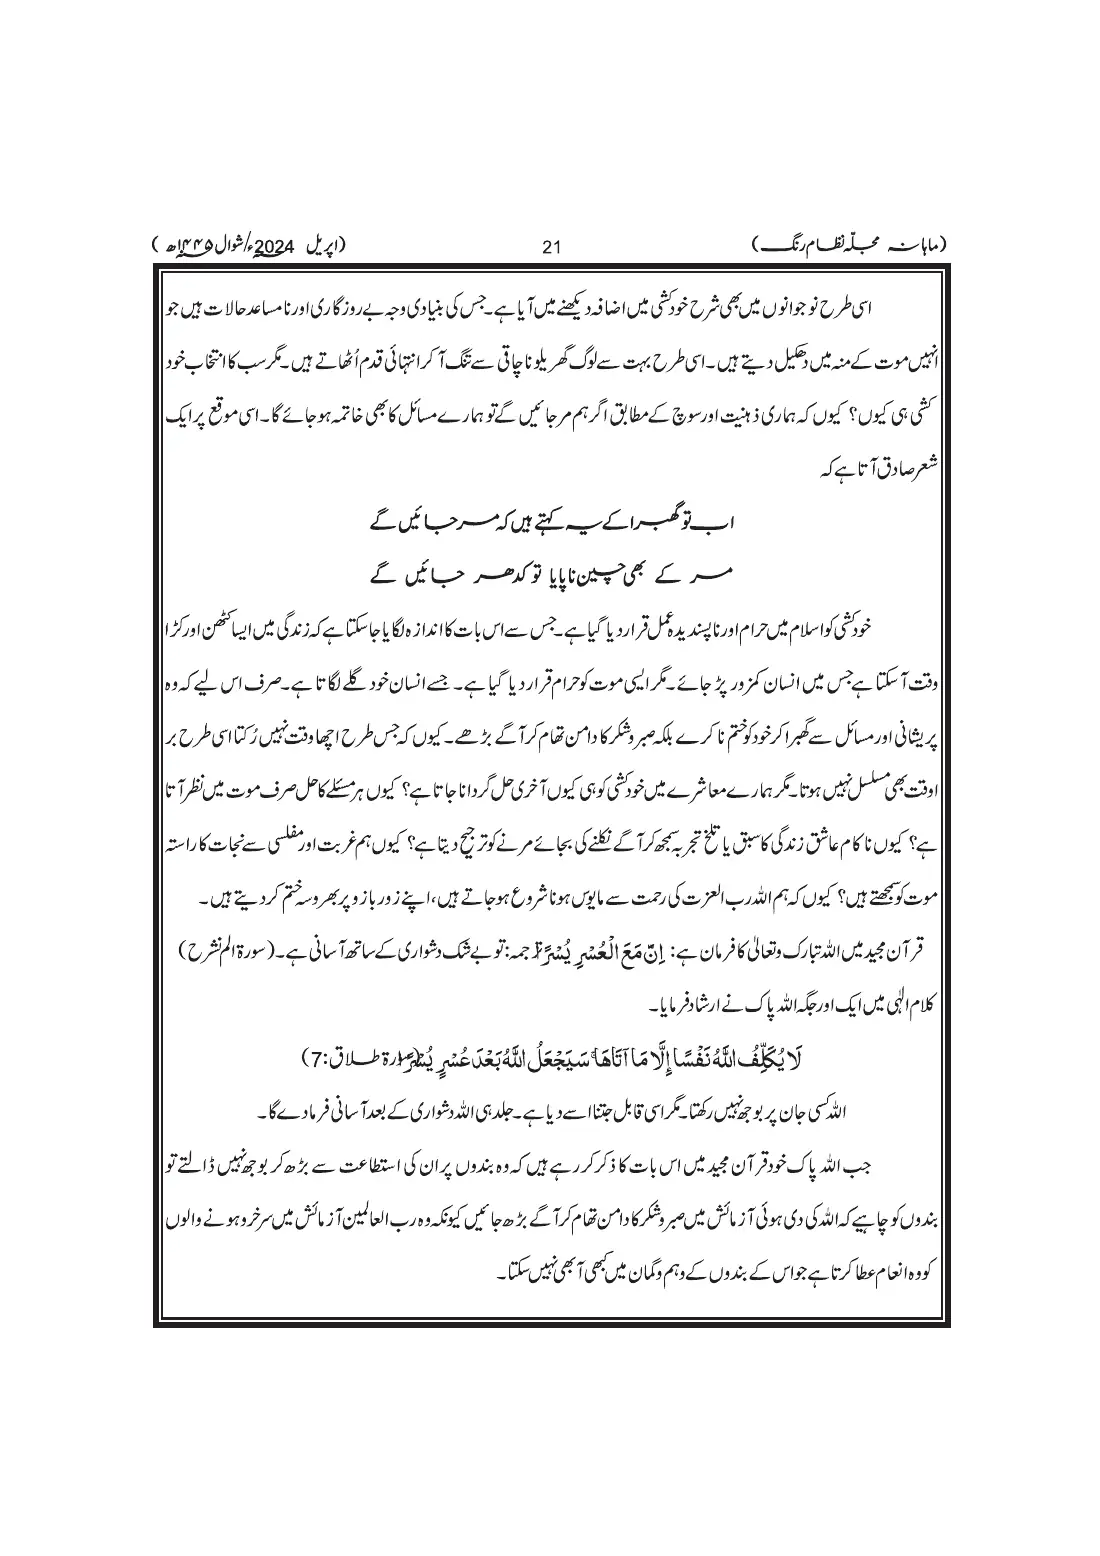 (ماہانہ مجلّہ نظام رنگ)
21
(اپریل 2024ء/شوال ۱۴۴۵ھ)
اسی طرح نوجوانوں میں بھی شرح خودکشی میں اضافہ دیکھنے میں آیا ہے۔ جس کی بنیادی وجہ بے روزگاری اور نامساعد حالات ہیں جو
انہیں موت کے منہ میں دھکیل دیتے ہیں۔ اسی طرح بہت سے لوگ گھریلو ناچاقی سے تنگ آ کر انتہائی قدم اُٹھاتے ہیں۔ مگر سب کا انتخاب خود
کشی ہی کیوں؟ کیوں کہ ہماری ذہنیت اور سوچ کے مطابق اگر ہم مر جائیں گے تو ہمارے مسائل کا بھی خاتمہ ہو جائے گا۔ اسی موقع پر ایک
شعر صادق آتا ہے کہ
اب تو گھبرا کے یہ کہتے ہیں کہ مر جائیں گے
مر کے بھی چین نا پایا تو کدھر جائیں گے
خودکشی کو اسلام میں حرام اور ناپسندیدہ عمل قرار دیا گیا ہے۔ جس سے اس بات کا اندازہ لگایا جا سکتا ہے کہ زندگی میں ایسا کٹھن اور کڑا
وقت آ سکتا ہے جس میں انسان کمزور پڑ جائے۔ مگر ایسی موت کو حرام قرار دیا گیا ہے۔ جسے انسان خود گلے لگاتا ہے۔ صرف اس لیے کہ وہ
پریشانی اور مسائل سے گھبرا کر خود کو ختم نا کرے بلکہ صبر و شکر کا دامن تھام کر آگے بڑھے۔ کیوں کہ جس طرح اچھا وقت نہیں رُکتا اسی طرح بر
اوقت بھی مسلسل نہیں ہوتا۔ مگر ہمارے معاشرے میں خودکشی کو ہی کیوں آخری حل گردانا جاتا ہے؟ کیوں ہر مسئلے کا حل صرف موت میں نظر آتا
ہے؟ کیوں ناکام عاشق زندگی کا سبق یا تلخ تجربہ سمجھ کر آگے نکلنے کی بجائے مرنے کو ترجیح دیتا ہے؟ کیوں ہم غربت اور مفلسی سے نجات کا راستہ
موت کو سمجھتے ہیں؟ کیوں کہ ہم اللہ رب العزت کی رحمت سے مایوس ہونا شروع ہو جاتے ہیں، اپنے زور بازو پر بھروسہ ختم کر دیتے ہیں۔
قرآن مجید میں اللہ تبارک وتعالیٰ کا فرمان ہے: اِنَّ مَعَ الْعُسْرِ یُسْرًا ترجمہ: تو بے شک دشواری کے ساتھ آسانی ہے۔ (سورۃ الم نشرح)
کلام الٰہی میں ایک اور جگہ اللہ پاک نے ارشاد فرمایا۔
لَا یُکَلِّفُ اللّٰهُ نَفْسًا إِلَّا مَا آتَاهَا ۚ سَیَجْعَلُ اللّٰهُ بَعْدَ عُسْرٍ یُسْرًا (سورۃ طلاق: 7)
اللہ کسی جان پر بوجھ نہیں رکھتا۔ مگر اسی قابل جتنا اسے دیا ہے۔ جلد ہی اللہ دشواری کے بعد آسانی فرما دے گا۔
جب اللہ پاک خود قرآن مجید میں اس بات کا ذکر کر رہے ہیں کہ وہ بندوں پر ان کی استطاعت سے بڑھ کر بوجھ نہیں ڈالتے تو
بندوں کو چاہیے کہ اللہ کی دی ہوئی آزمائش میں صبر و شکر کا دامن تھام کر آگے بڑھ جائیں کیونکہ وہ رب العالمین آزمائش میں سرخرو ہونے والوں
کو وہ انعام عطا کرتا ہے جو اس کے بندوں کے وہم و گمان میں کبھی آ بھی نہیں سکتا۔